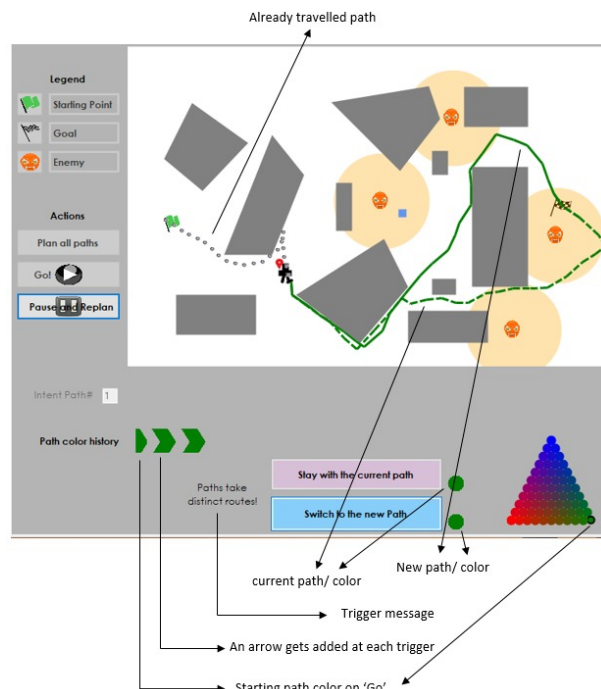 Already travelled path
Legend
Starting Point
Goal
Enemy
Actions
Plan all paths
Go!
Pause and Replan
Intent Path# 1
Path color history
Paths take
distinct routes!
Stay with the current path
Switch to the new Path
current path/ color
New path/ color
Trigger message
An arrow gets added at each trigger
Starting path color on ‘Go’